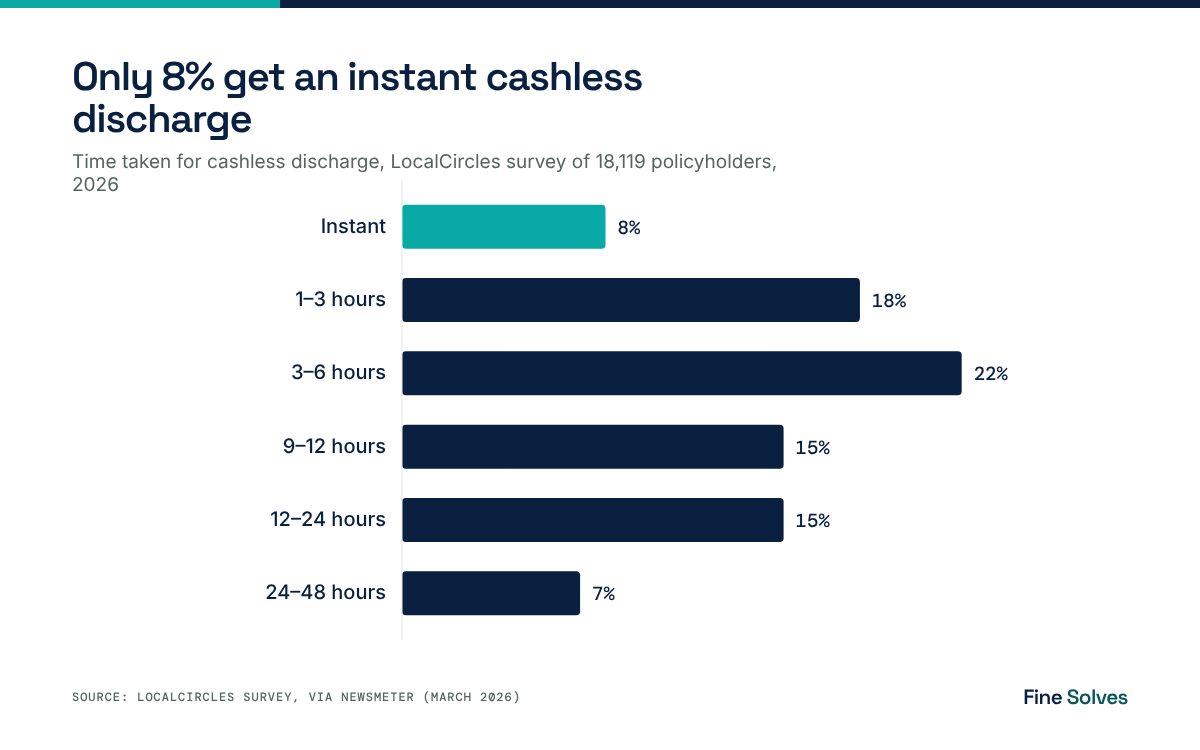 Only 8% get an instant cashless
discharge
Time taken for cashless discharge, LocalCircles survey of 18,119 policyholders,
2026
Instant 8%
1–3 hours 18%
3–6 hours 22%
9–12 hours 15%
12–24 hours 15%
24–48 hours 7%
SOURCE: LOCALCIRCLES SURVEY, VIA NEWSMETER (MARCH 2026)
Fine Solves